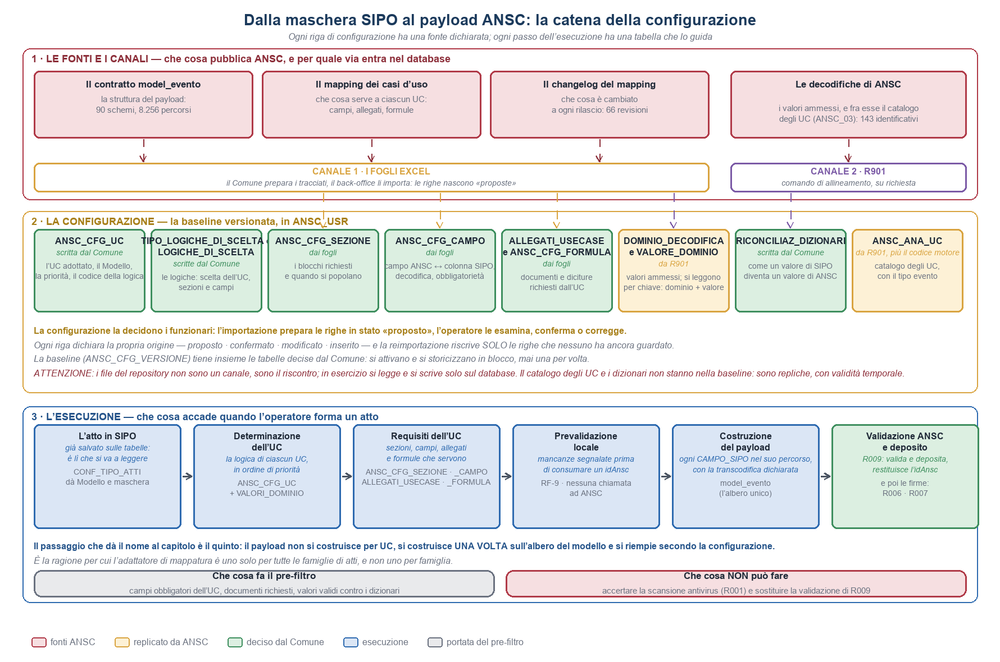 Dalla maschera SIPO al payload ANSC: la catena della configurazione
Ogni riga di configurazione ha una fonte dichiarata; ogni passo dell'esecuzione ha una tabella che lo guida
1 · LE FONTI E I CANALI — che cosa pubblica ANSC, e per quale via entra nel database
Il contratto model_evento
la struttura del payload:
90 schemi, 8.256 percorsi
Il mapping dei casi d'uso
che cosa serve a ciascun UC:
campi, allegati, formule
Il changelog del mapping
che cosa è cambiato
a ogni rilascio: 66 revisioni
Le decodifiche di ANSC
i valori ammessi, e fra esse il catalogo
degli UC (ANSC_03): 143 identificativi
CANALE 1 · I FOGLI EXCEL
il Comune prepara i tracciati, il back-office li importa: le righe nascono «proposte»
CANALE 2 · R901
comando di allineamento, su richiesta
2 · LA CONFIGURAZIONE — la baseline versionata, in ANSC_USR
ANSC_CFG_UC
scritta dal Comune
l'UC adottato, il Modello,
la priorità, il codice della logica
TIPO_LOGICHE_DI_SCELTA
LOGICHE_DI_SCELTA
scritte dal Comune
le logiche: scelta dell'UC,
sezioni e campi
ANSC_CFG_SEZIONE
dai fogli
i blocchi richiesti
e quando si popolano
ANSC_CFG_CAMPO
dai fogli
campo ANSC ↔ colonna SIPO,
decodifica, obbligatorietà
ALLEGATI_USECASE
e ANSC_CFG_FORMULA
dai fogli
documenti e diciture
richiesti dall'UC
DOMINIO_DECODIFICA
e VALORE_DOMINIO
da R901
valori ammessi; si leggono
per chiave: dominio + valore
RICONCILIAZ_DIZIONARI
scritta dal Comune
come un valore di SIPO
diventa un valore di ANSC
ANSC_ANA_UC
da R901, più il codice motore
catalogo degli UC,
con il tipo evento
La configurazione la decidono i funzionari: l'importazione prepara le righe in stato «proposto», l'operatore le esamina, conferma o corregge.
Ogni riga dichiara la propria origine — proposto · confermato · modificato · inserito — e la reimportazione riscrive SOLO le righe che nessuno ha ancora guardato.
La baseline (ANSC_CFG_VERSIONE) tiene insieme le tabelle decise dal Comune: si attivano e si storicizzano in blocco, mai una per volta.
ATTENZIONE: i file del repository non sono un canale, sono il riscontro; in esercizio si legge e si scrive solo sul database. Il catalogo degli UC e i dizionari non stanno nella baseline: sono repliche, con validità temporale.
3 · L'ESECUZIONE — che cosa accade quando l'operatore forma un atto
L'atto in SIPO
già salvato sulle tabelle:
è lì che si va a leggere
CONF_TIPO_ATTI
dà Modello e maschera
Determinazione
dell'UC
la logica di ciascun UC,
in ordine di priorità
ANSC_CFG_UC
+ VALORI_DOMINIO
Requisiti dell'UC
sezioni, campi, allegati
e formule che servono
ANSC_CFG_SEZIONE · _CAMPO
ALLEGATI_USECASE · _FORMULA
Prevalidazione
locale
mancanze segnalate prima
di consumare un idAnsc
RF-9 · nessuna chiamata
ad ANSC
Costruzione
del payload
ogni CAMPO_SIPO nel suo percorso,
con la transcodifica dichiarata
model_evento
(l'albero unico)
Validazione ANSC
e deposito
R009: valida e deposita,
restituisce l'idAnsc
e poi le firme:
R006 · R007
Il passaggio che dà il nome al capitolo è il quinto: il payload non si costruisce per UC, si costruisce UNA VOLTA sull'albero del modello e si riempie secondo la configurazione.
È la ragione per cui l'adattatore di mappatura è uno solo per tutte le famiglie di atti, e non uno per famiglia.
Che cosa fa il pre-filtro
campi obbligatori dell'UC, documenti richiesti, valori validi contro i dizionari
Che cosa NON può fare
accertare la scansione antivirus (R001) e sostituire la validazione di R009
fonti ANSC
replicato da ANSC
deciso dal Comune
esecuzione
portata del pre-filtro